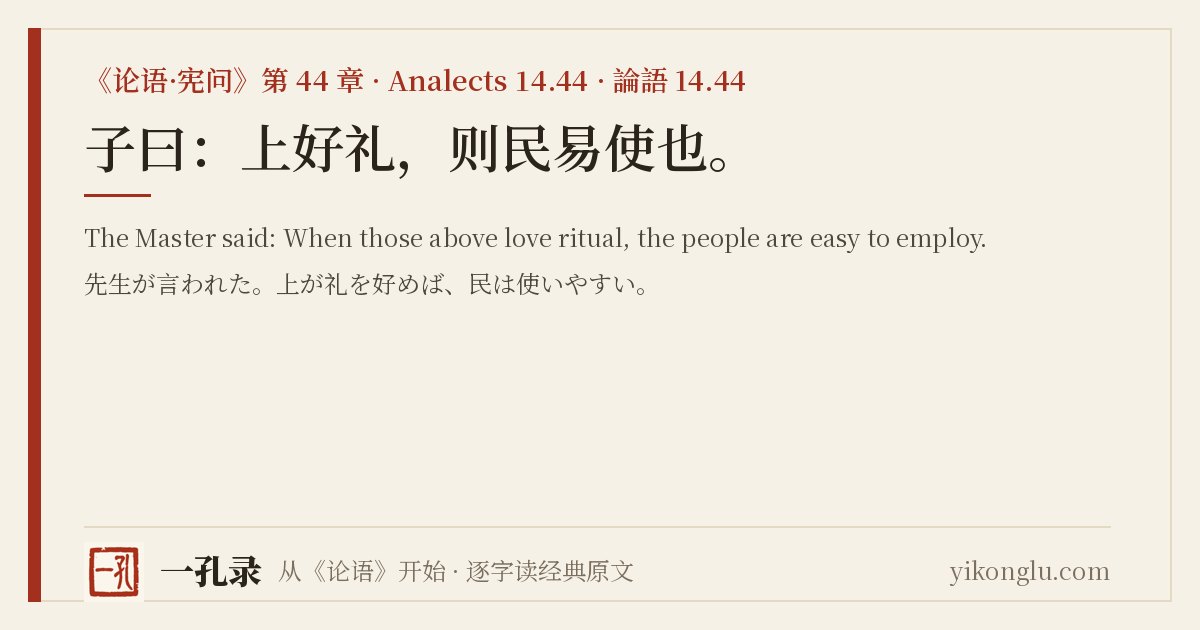 《论语·宪问》第 44 章 · Analects 14.44 · 論語 14.44
子曰：上好礼，则民易使也。
The Master said: When those above love ritual, the people are easy to employ.
先生が言われた。上が礼を好めば、民は使いやすい。
一孔
一孔录 从《论语》开始 · 逐字读经典原文 yikonglu.com